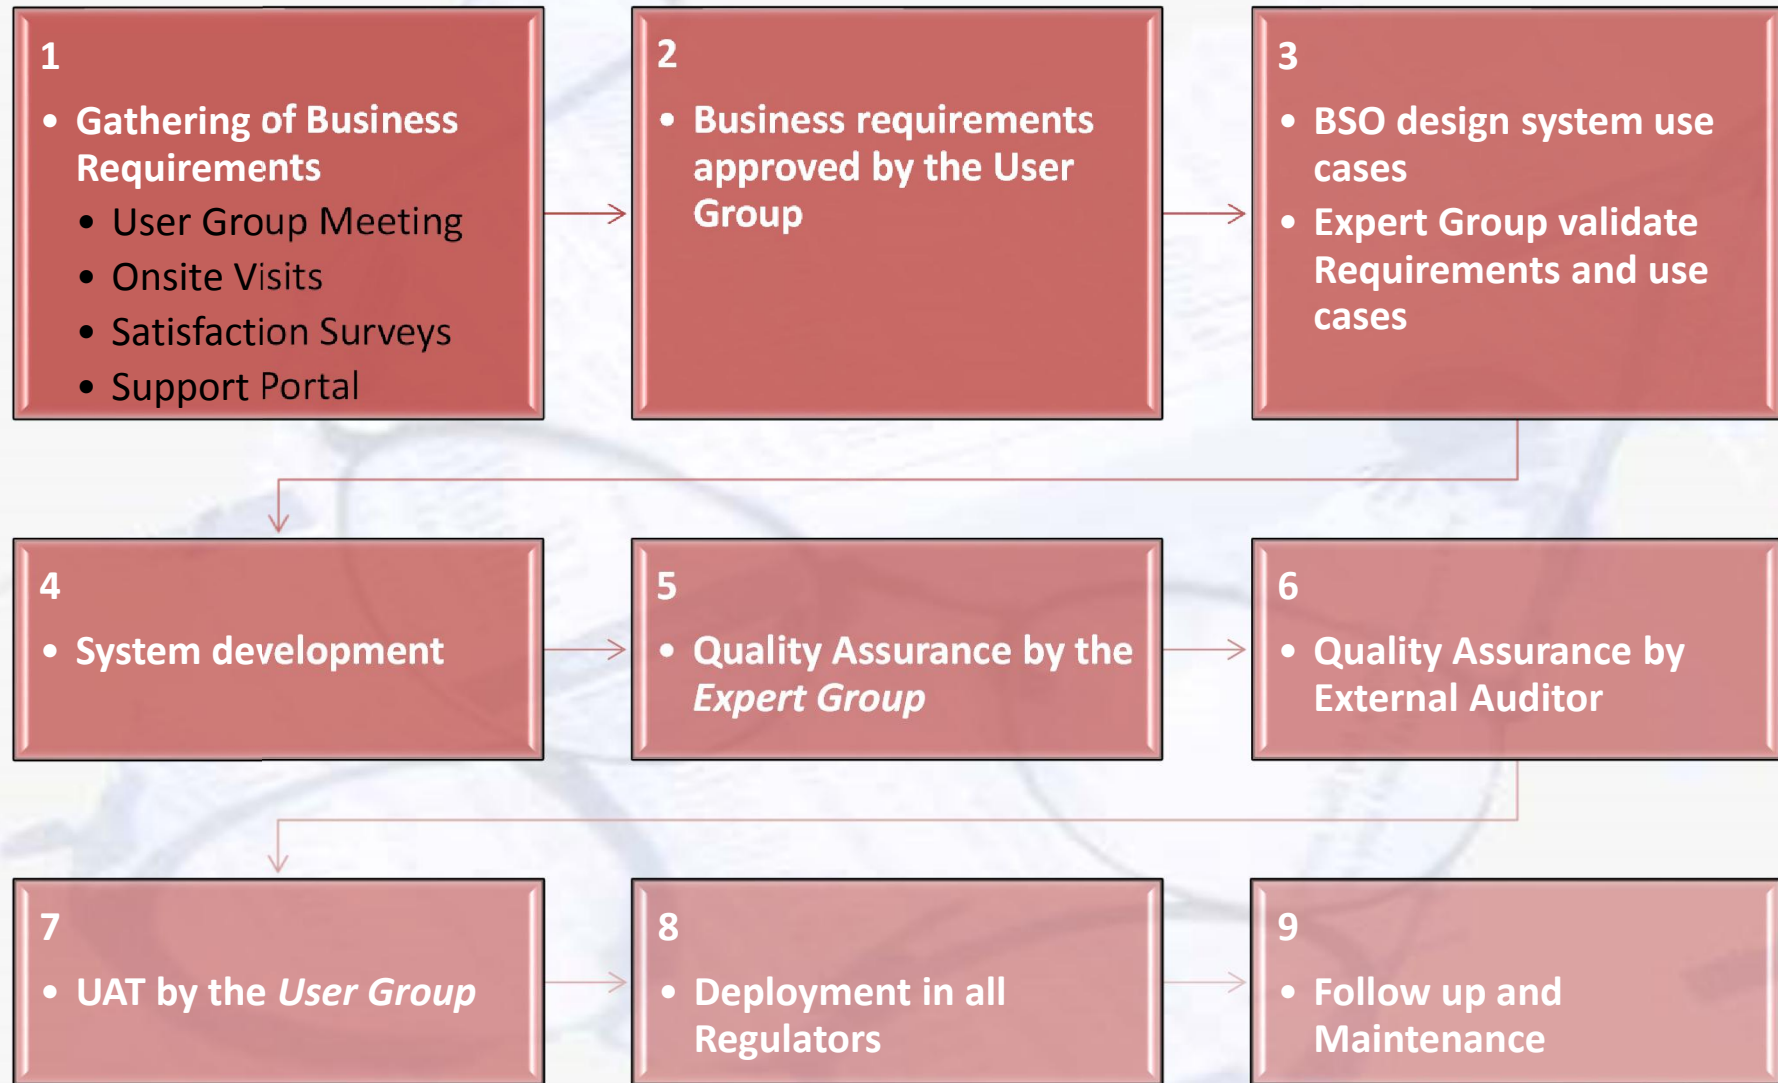 1
• Gathering of Business
Requirements
• User Group Meeting
• Onsite Visits
• Satisfaction Surveys
• Support Portal
2
• Business requirements
approved by the User
Group
3
• BSO design system use
cases
• Expert Group validate
Requirements and use
cases
4
• System development
5
• Quality Assurance by the
Expert Group
6
• Quality Assurance by
External Auditor
7
• UAT by the User Group
8
• Deployment in all
Regulators
9
• Follow up and
Maintenance